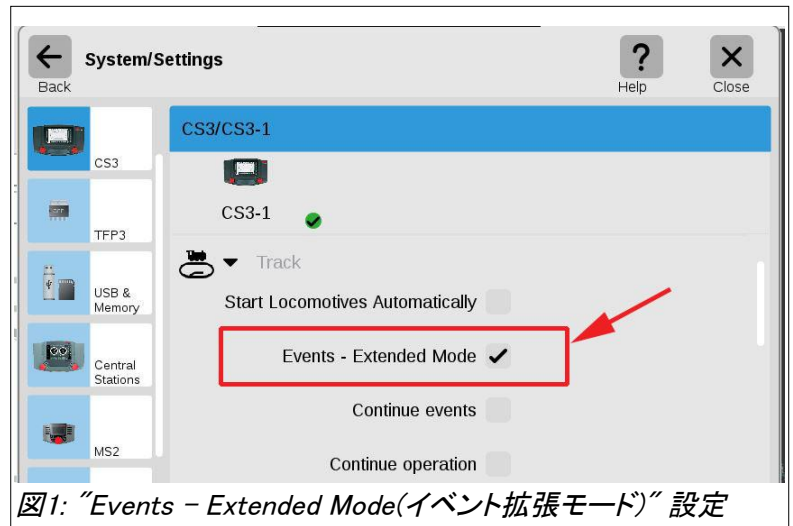 System/Settings
Back
Help
Close
CS3
TFP3
USB &
Memory
Central
Stations
MS2
CS3/CS3-1
CS3-1
Track
Start Locomotives Automatically
Events - Extended Mode
Continue events
Continue operation
図1: "Events - Extended Mode(イベント拡張モード)" 設定